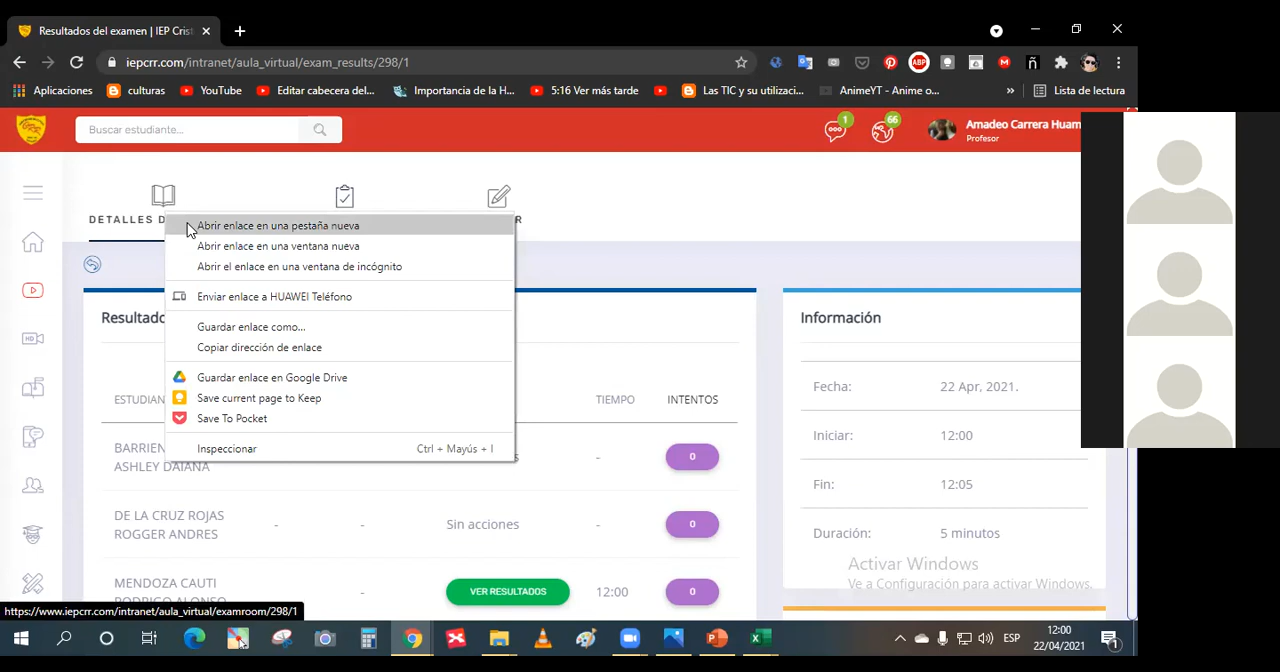 Resultados del examen | IEP Crist
iepcrr.com/intranet/aula_virtual/exam_results/298/1
Aplicaciones
culturas
YouTube
Editar cabecera del...
Importancia de la H...
5:16 Ver más tarde
Las TIC y su utilizaci...
AnimeYT - Anime o...
»
Lista de lectura
Buscar estudiante...
1
66
Amadeo Carrera Huam
Profesor
DETALLES D
R
Abrir enlace en una pestaña nueva
Abrir enlace en una ventana nueva
Abrir el enlace en una ventana de incógnito
Enviar enlace a HUAWEI Teléfono
Guardar enlace como...
Copiar dirección de enlace
Guardar enlace en Google Drive
Save current page to Keep
Save To Pocket
Inspeccionar Ctrl + Mayús + I
Resultado
ESTUDIAN
TIEMPO
INTENTOS
BARRIEN
ASHLEY DAIANA
s
-
0
DE LA CRUZ ROJAS
ROGGER ANDRES
-
-
Sin acciones
-
0
MENDOZA CAUTI
RODRIGO ALONSO
-
VER RESULTADOS
12:00
0
Información
Fecha: 22 Apr, 2021.
Iniciar: 12:00
Fin: 12:05
Duración: 5 minutos
Activar Windows
Ve a Configuración para activar Windows.
https://www.iepcrr.com/intranet/aula_virtual/examroom/298/1
ESP
12:00
22/04/2021
1